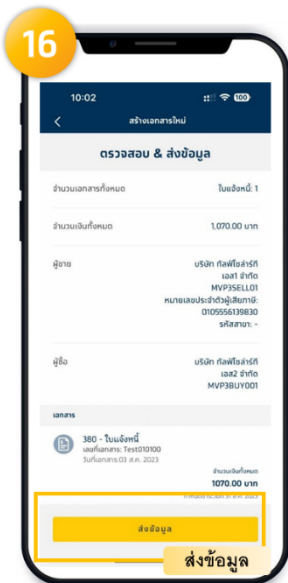 16
10:02
100
สร้างเอกสารใหม่
ตรวจสอบ & ส่งข้อมูล
จำนวนเอกสารทั้งหมด
ใบแจ้งหนี้: 1
จำนวนเงินทั้งหมด
1,070.00 บาท
ผู้ขาย
บริษัท กัลฟ์โซล่าร์ที
เอส1 จำกัด
MVP3SELL01
หมายเลขประจำตัวผู้เสียภาษี:
0105556139830
รหัสสาขา: -
ผู้ซื้อ
บริษัท กัลฟ์โซล่าร์ที
เอส2 จำกัด
MVP3BUY001
เอกสาร
380 - ใบแจ้งหนี้
เลขที่เอกสาร: Test010100
วันที่เอกสาร:03 ส.ค. 2023
จำนวนเงินทั้งหมด
1070.00 บาท
ส่งข้อมูล
ส่งข้อมูล